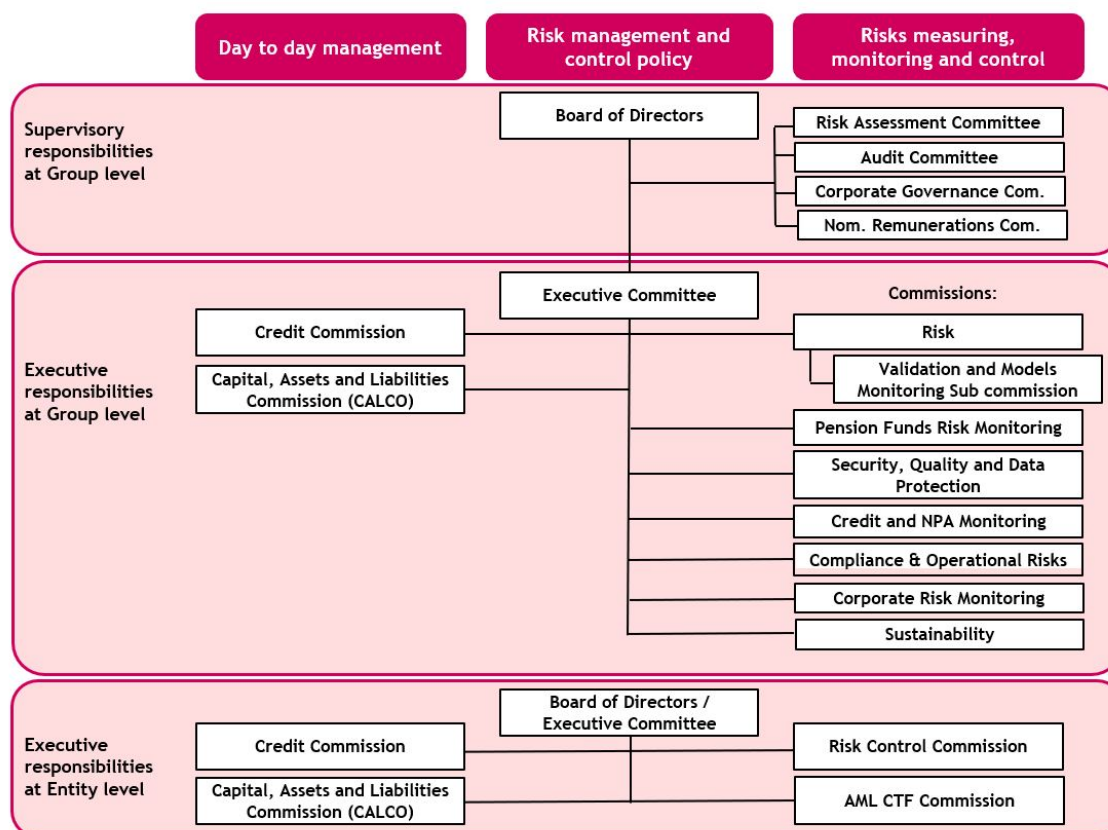 Day to day management
Risk management and
control policy
Risks measuring,
monitoring and control
Supervisory
responsibilities
at Group level
Board of Directors
Risk Assessment Committee
Audit Committee
Corporate Governance Com.
Nom. Remunerations Com.
Executive
responsibilities
at Group level
Executive Committee
Commissions:
Credit Commission
Risk
Capital, Assets and Liabilities
Commission (CALCO)
Validation and Models
Monitoring Sub commission
Pension Funds Risk Monitoring
Security, Quality and Data
Protection
Credit and NPA Monitoring
Compliance & Operational Risks
Corporate Risk Monitoring
Sustainability
Executive
responsibilities
at Entity level
Board of Directors /
Executive Committee
Credit Commission
Risk Control Commission
Capital, Assets and Liabilities
Commission (CALCO)
AML CTF Commission